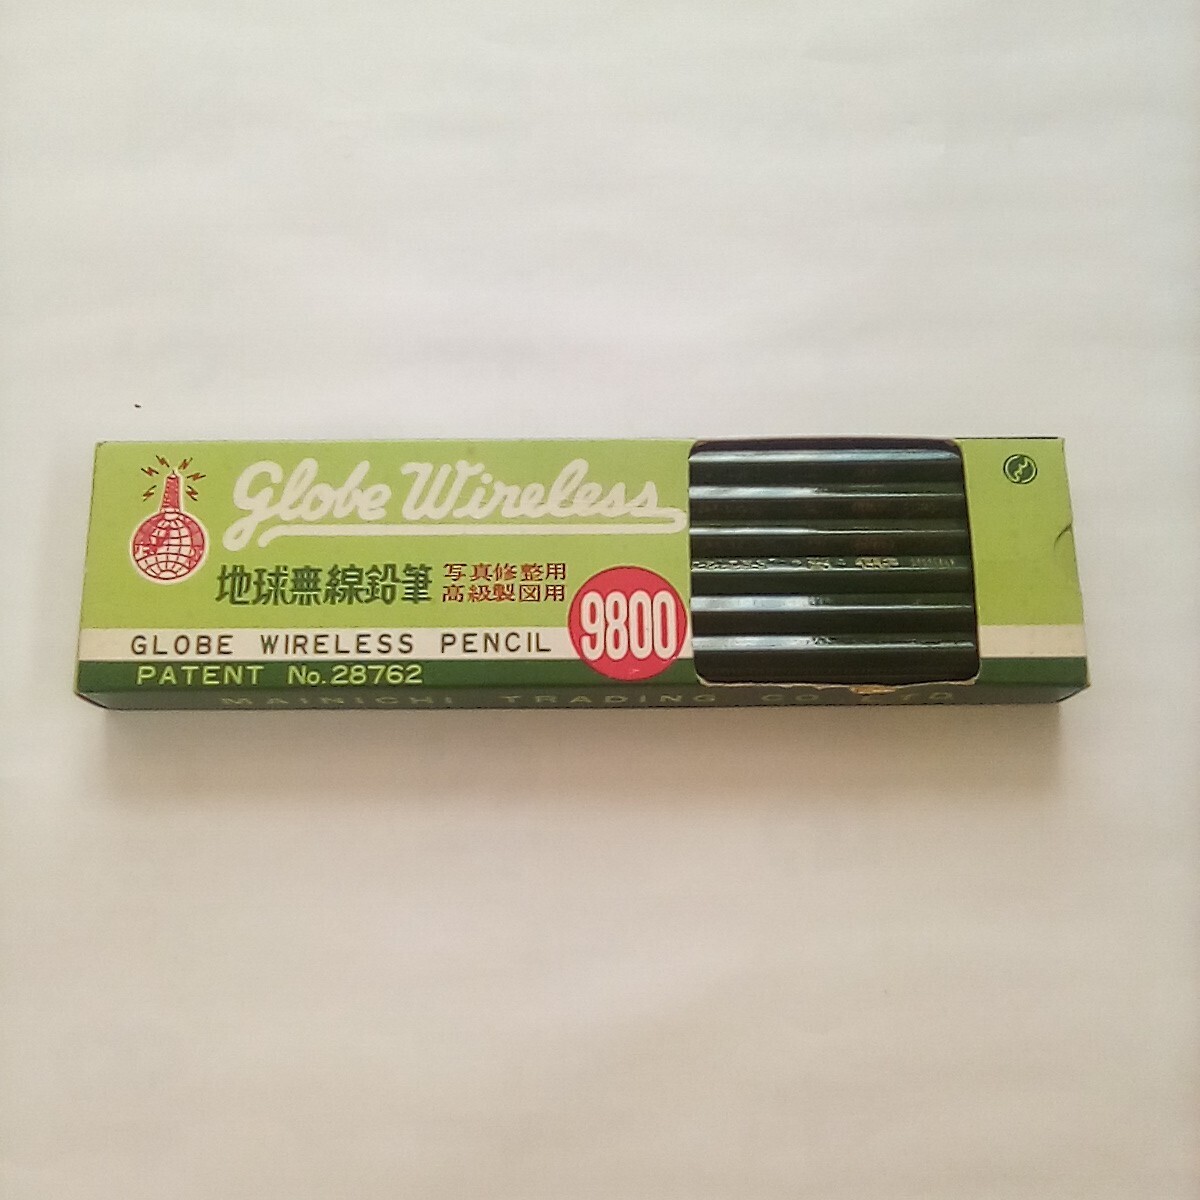 Globe Wireless
地球無線鉛筆
写真修整用
高級製図用
9800
GLOBE WIRELESS PENCIL
PATENT No.28762
MAINICHI TRADING CO LTD